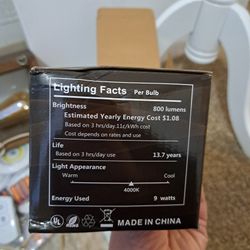 Lighting Facts Per Bulb
Brightness 800 lumens
Estimated Yearly Energy Cost $1.08
Based on 3 hrs/day.11¢/kWh cost
Cost depends on rates and use
Life
Based on 3 hrs/day use 13.7 years
Light Appearance
Warm Cool
4000K
Energy Used 9 watts
MADE IN CHINA